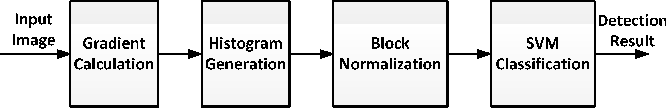 Input
Image
Gradient
Calculation
Histogram
Generation
Block
Normalization
SVM
Classification
Detection
Result